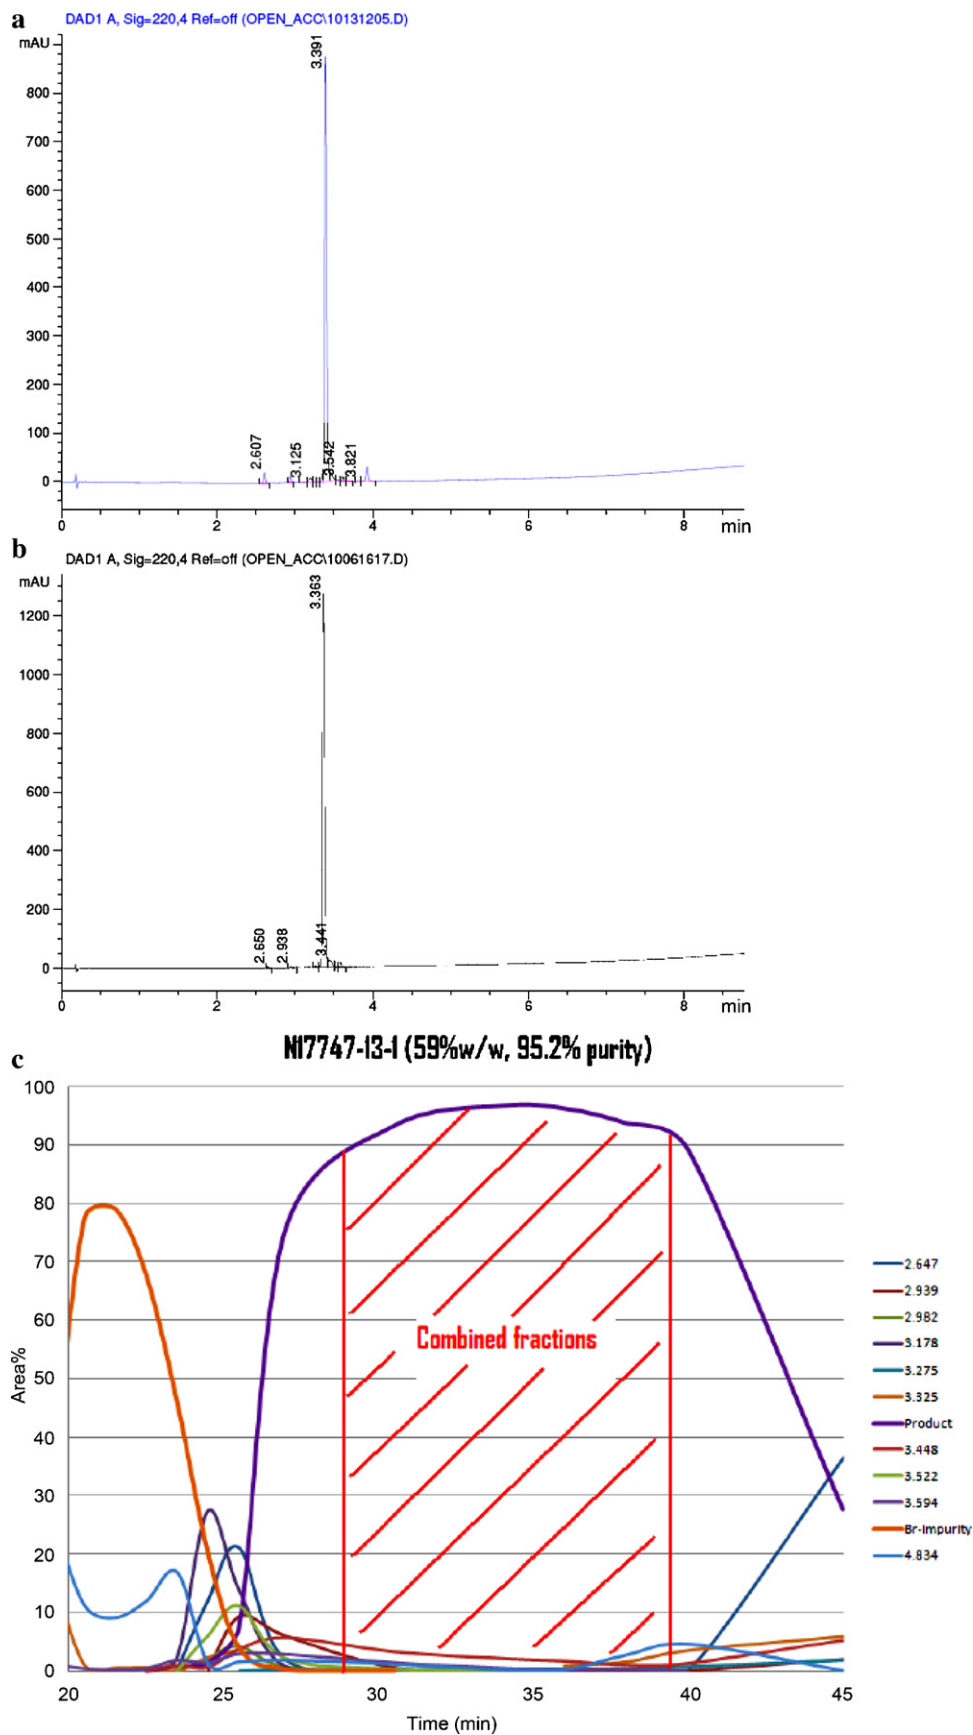 a
DAD1 A, Sig=220,4 Ref=off (OPEN_ACC\10131205.D)
mAU
3.391
800
700
600
500
400
300
200
100
0
2.607
3.125
3.542
3.821
0 2 4 6 8 min
b
DAD1 A, Sig=220,4 Ref=off (OPEN_ACC\10061617.D)
mAU
3.363
1200
1000
800
600
400
200
0
2.650
2.938
3.441
0 2 4 6 8 min
N17747-13-1 (59%w/w, 95.2% purity)
c
100
90
80
70
60
50
40
30
20
10
0
Area%
Combined fractions
20 25 30 35 40 45
Time (min)
2.647
2.939
2.982
3.178
3.275
3.325
Product
3.448
3.522
3.594
Br-impurity
4.834